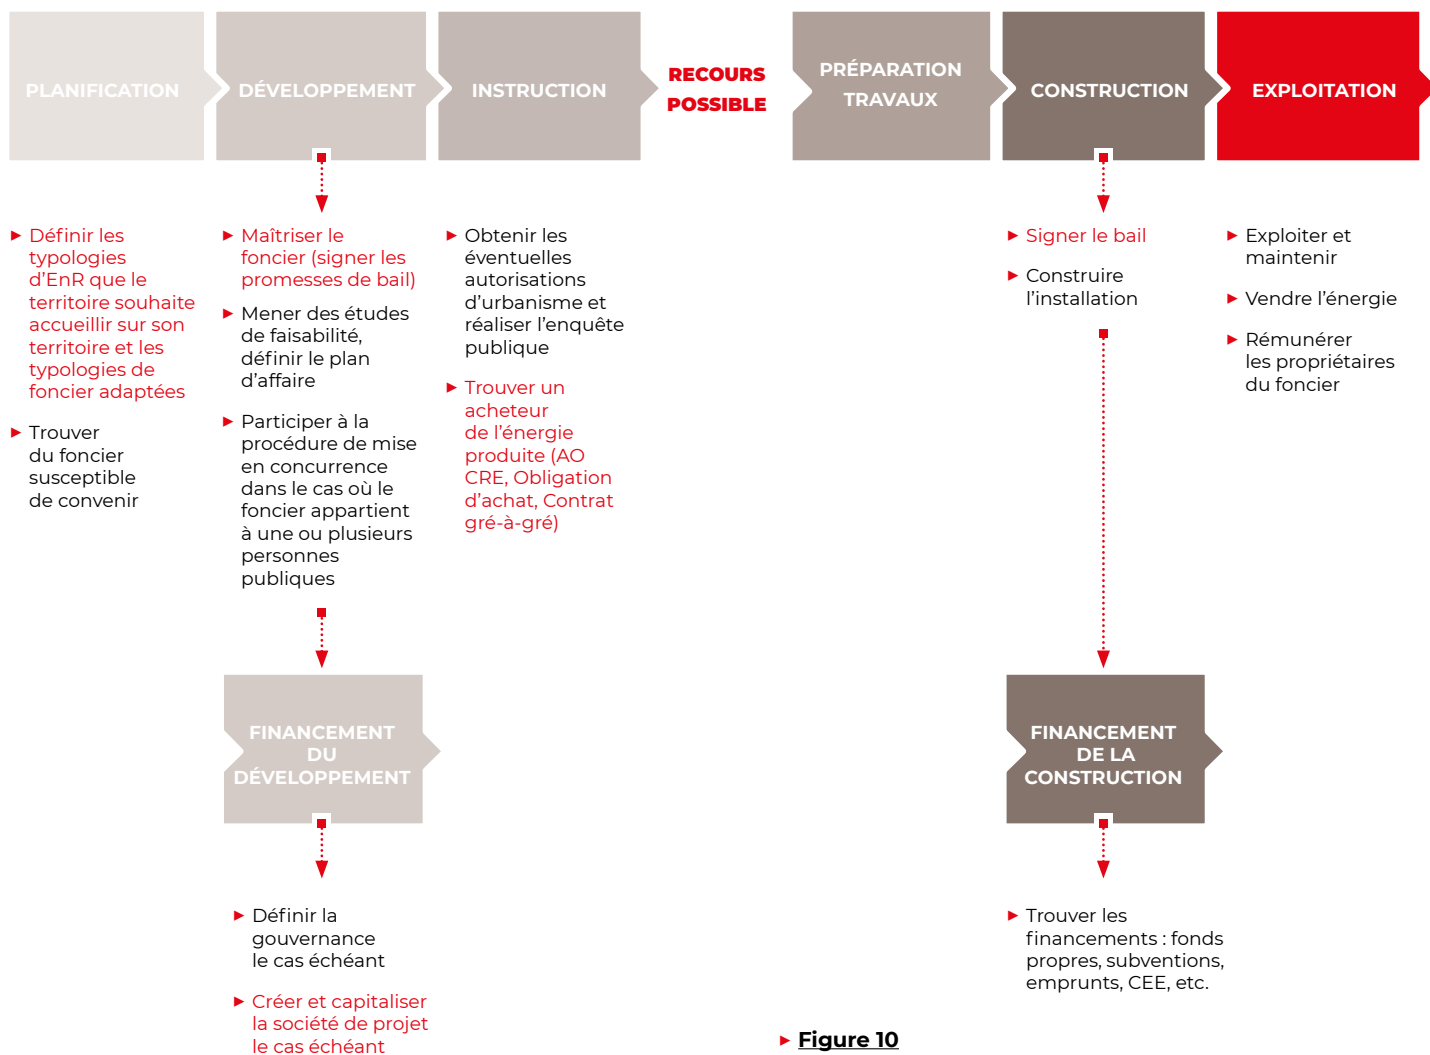 PLANIFICATION
DÉVELOPPEMENT
INSTRUCTION
RECOURS
POSSIBLE
PRÉPARATION
TRAVAUX
CONSTRUCTION
EXPLOITATION
► Définir les
typologies
d’EnR que le
territoire souhaite
accueillir sur son
territoire et les
typologies de
foncier adaptées
► Trouver
du foncier
susceptible
de convenir
► Maîtriser le
foncier (signer les
promesses de bail)
► Mener des études
de faisabilité,
définir le plan
d’affaire
► Participer à la
procédure de mise
en concurrence
dans le cas où le
foncier appartient
à une ou plusieurs
personnes
publiques
► Obtenir les
éventuelles
autorisations
d’urbanisme et
réaliser l’enquête
publique
► Trouver un
acheteur
de l’énergie
produite (AO
CRE, Obligation
d’achat, Contrat
gré-à-gré)
► Signer le bail
► Construire
l’installation
► Exploiter et
maintenir
► Vendre l’énergie
► Rémunérer
les propriétaires
du foncier
FINANCEMENT
DU
DÉVELOPPEMENT
FINANCEMENT
DE LA
CONSTRUCTION
► Définir la
gouvernance
le cas échéant
► Créer et capitaliser
la société de projet
le cas échéant
► Trouver les
financements : fonds
propres, subventions,
emprunts, CEE, etc.
► Figure 10